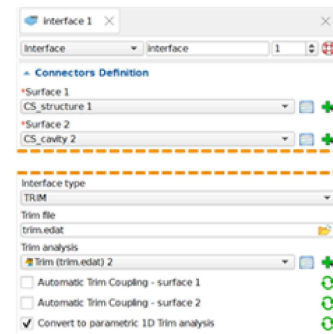 interface 1
Interface interface 1
Connectors Definition
*Surface 1
CS_structure 1
*Surface 2
CS_cavity 2
Interface type
TRIM
Trim file
trim.edat
Trim analysis
Trim (trim.edat) 2
Automatic Trim Coupling - surface 1
Automatic Trim Coupling - surface 2
Convert to parametric 1D Trim analysis